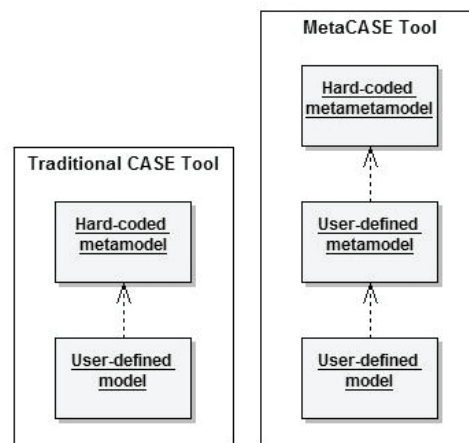 Traditional CASE Tool
Hard-coded
metamodel
User-defined
model
MetaCASE Tool
Hard-coded
metametamodel
User-defined
metamodel
User-defined
model